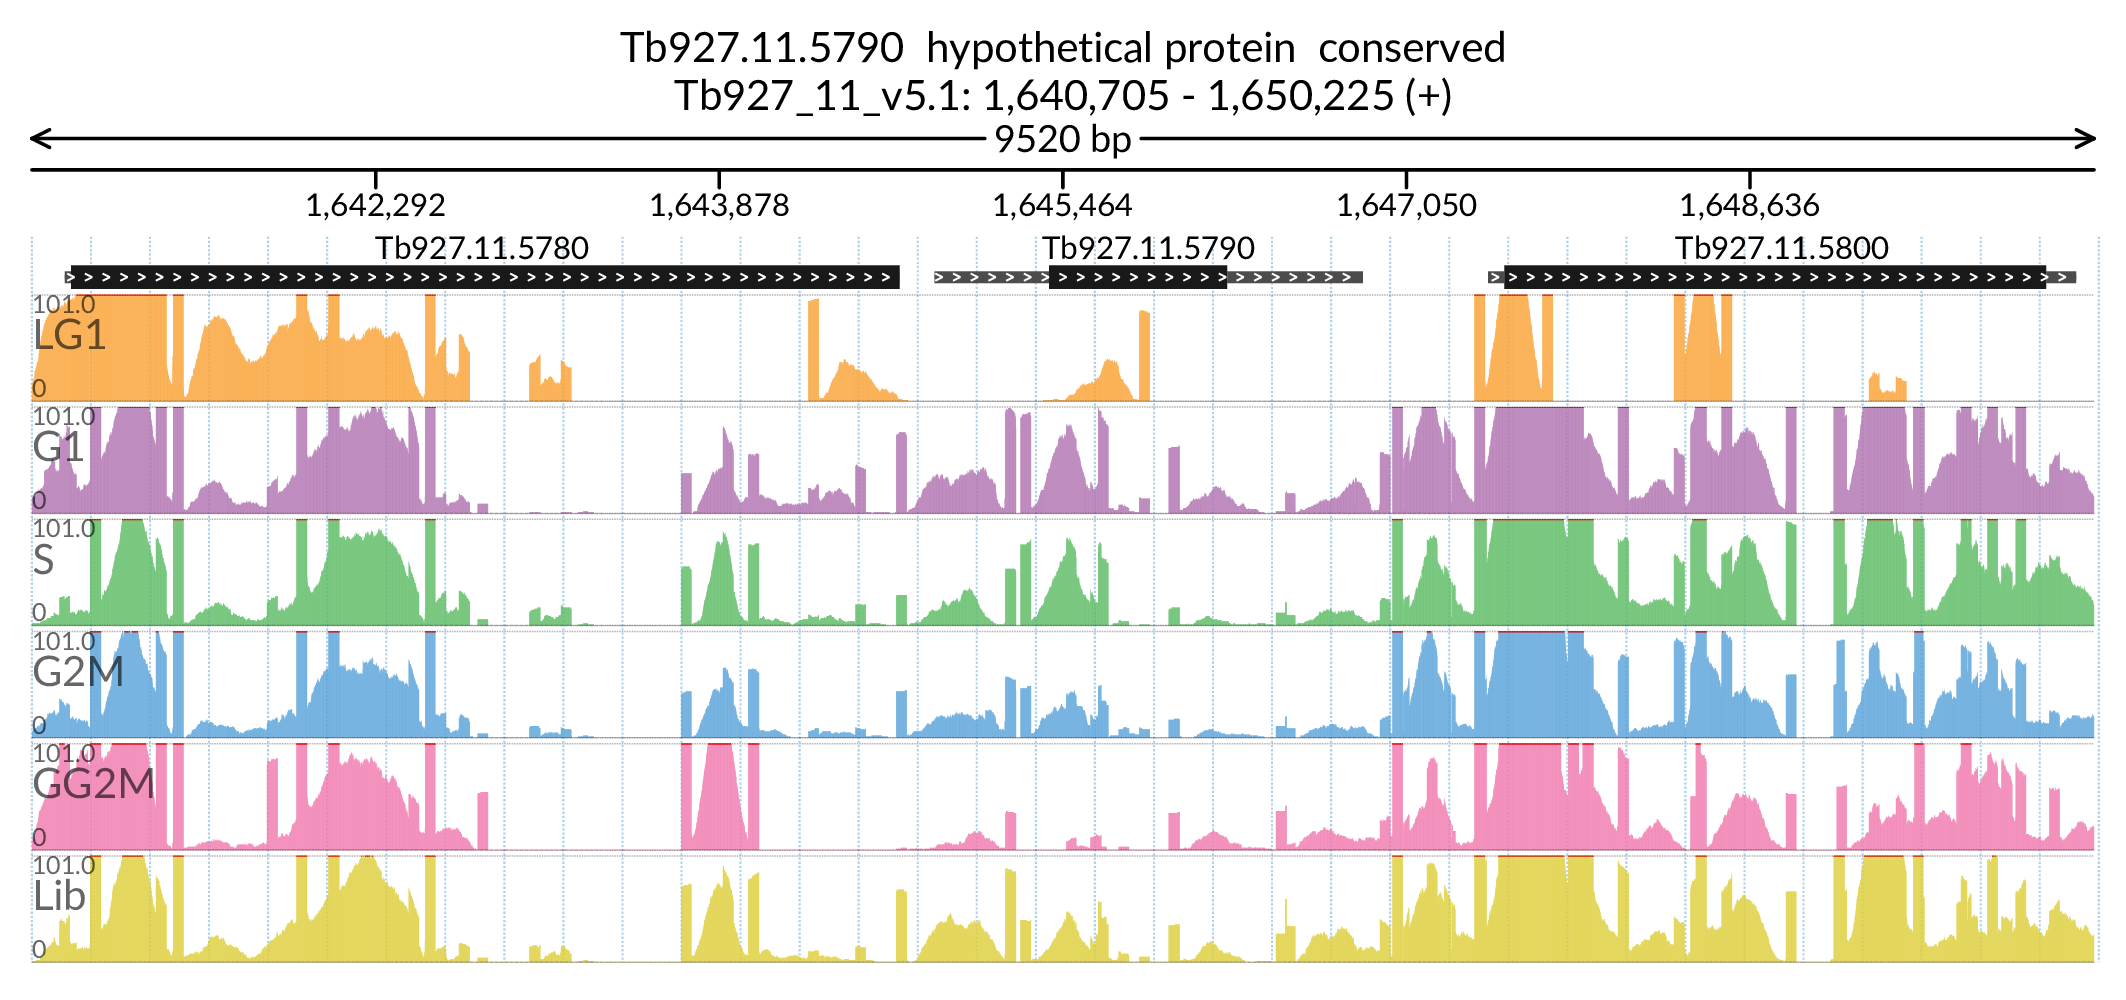 Tb927.11.5790 hypothetical protein conserved
Tb927_11_v5.1: 1,640,705 - 1,650,225 (+)
9520 bp
1,642,292 1,643,878 1,645,464 1,647,050 1,648,636
Tb927.11.5780 Tb927.11.5790 Tb927.11.5800
101.0
LG1
0
101.0
G1
0
101.0
S
0
101.0
G2M
0
101.0
GG2M
0
101.0
Lib
0